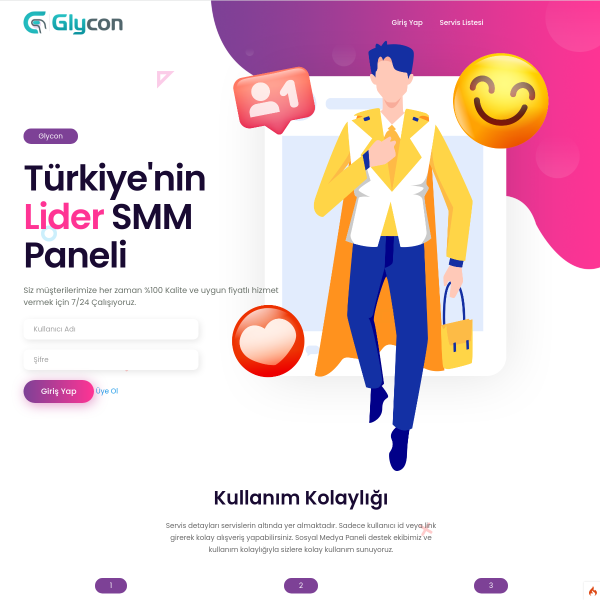 Glycon
Giriş Yap
Servis Listesi
1
Glycon
Türkiye'nin
Lider SMM
Paneli
Siz müşterilerimize her zaman %100 Kalite ve uygun fiyatlı hizmet
vermek için 7/24 Çalışıyoruz.
Kullanıcı Adı
Şifre
Giriş Yap
Üye Ol
Kullanım Kolaylığı
Servis detayları servislerin altında yer almaktadır. Sadece kullanıcı id veya link
girerek kolay alışveriş yapabilirsiniz. Sosyal Medya Paneli destek ekibimiz ve
kullanım kolaylığıyla sizlere kolay kullanım sunuyoruz.
1
2
3